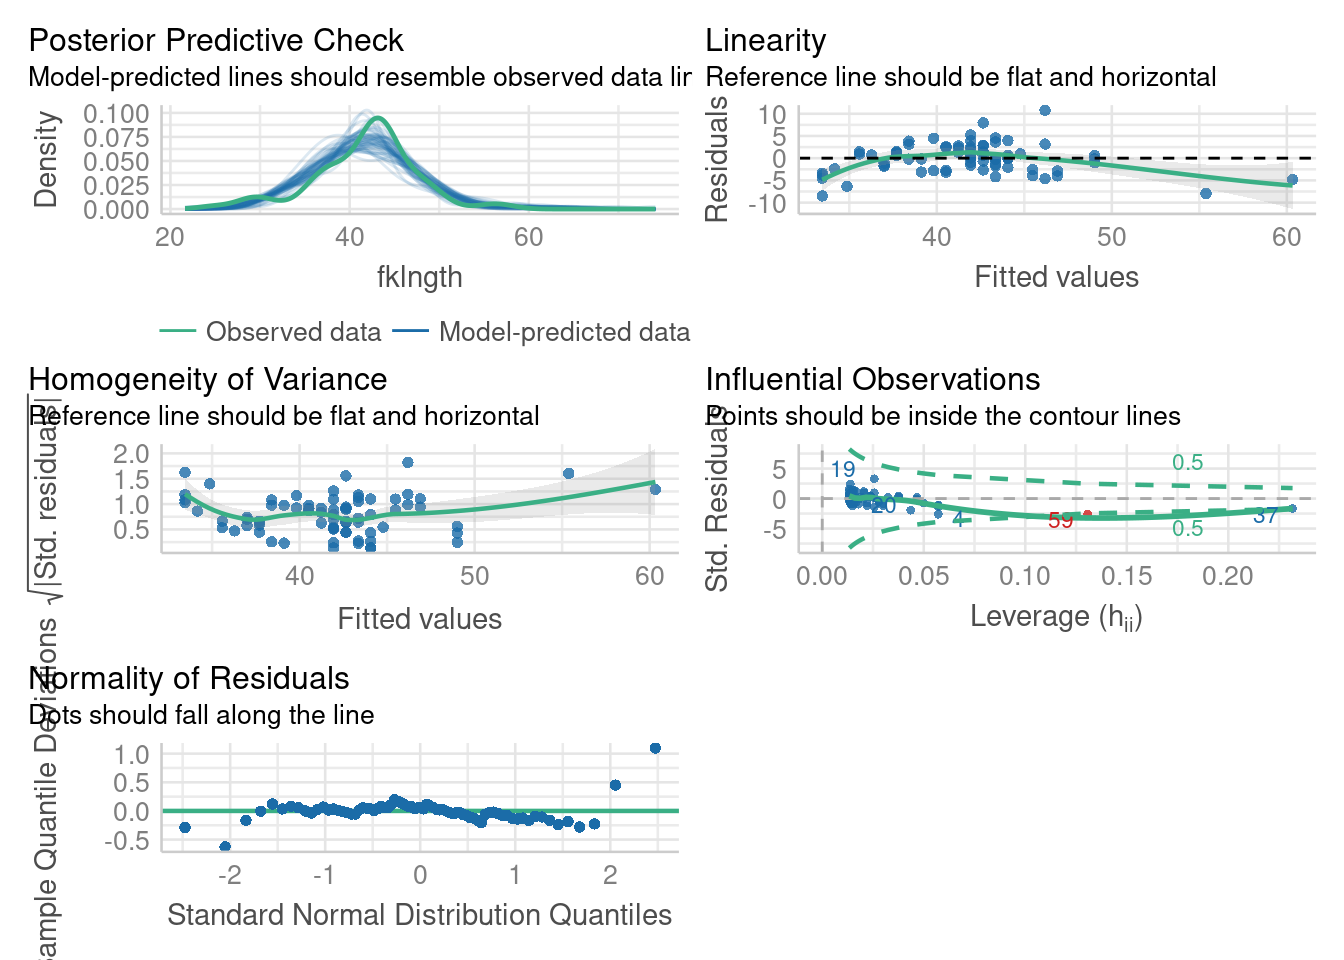 Posterior Predictive Check
Model-predicted lines should resemble observed data lin
Density
0.100
0.075
0.050
0.025
0.000
20 40 60
fklngth
Observed data Model-predicted data
Linearity
Reference line should be flat and horizontal
Residuals
10
5
0
-5
-10
40 50 60
Fitted values
Homogeneity of Variance
Reference line should be flat and horizontal
√|Std. residuals|
2.0
1.5
1.0
0.5
40 50 60
Fitted values
Influential Observations
Points should be inside the contour lines
Std. Residuals
5
0
-5
19
20
4
59
37
0.5
0.5
0.00 0.05 0.10 0.15 0.20
Leverage (hii)
Normality of Residuals
Dots should fall along the line
ample Quantile Deviations
1.0
0.5
0.0
-0.5
-2 -1 0 1 2
Standard Normal Distribution Quantiles